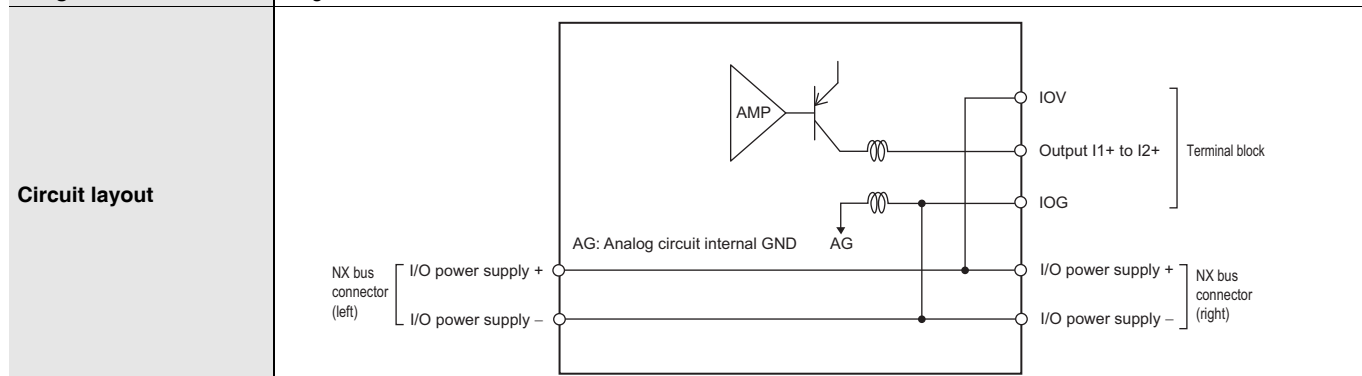 Circuit layout
AMP
IOV
Output I1+ to I2+
Terminal block
IOG
AG: Analog circuit internal GND
AG
NX bus
connector
(left)
I/O power supply +
I/O power supply –
I/O power supply +
I/O power supply –
NX bus
connector
(right)